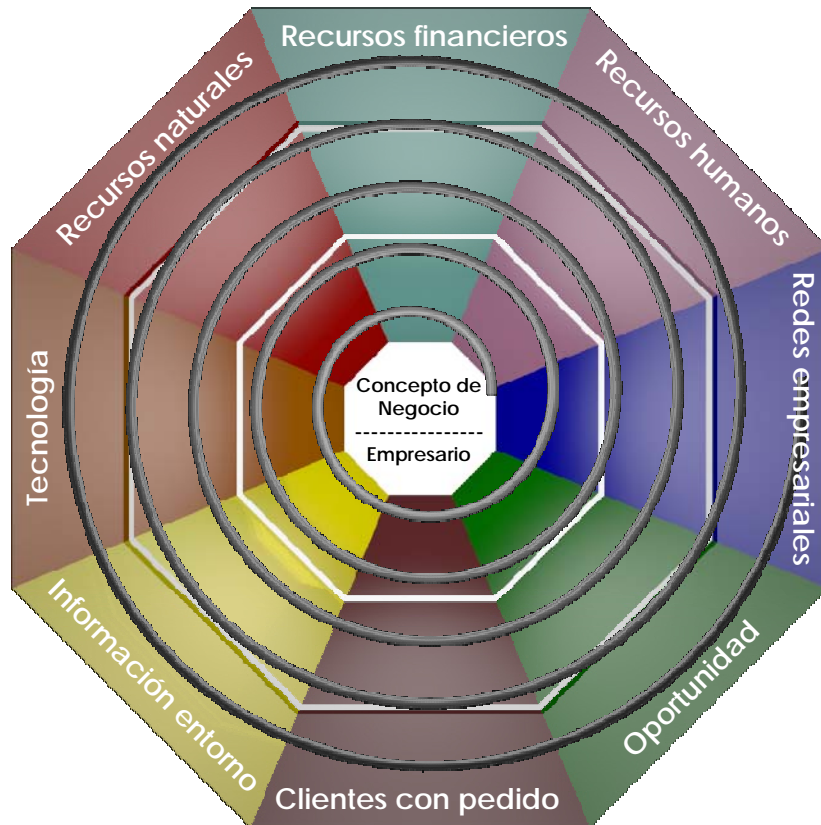 Recursos financieros
Recursos humanos
Redes empresariales
Oportunidad
Clientes con pedido
Información entorno
Tecnología
Recursos naturales
Concepto de
Negocio
-----------------
Empresario